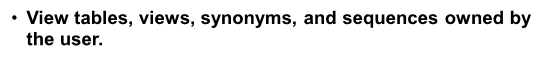 • View tables, views, synonyms, and sequences owned by
the user.